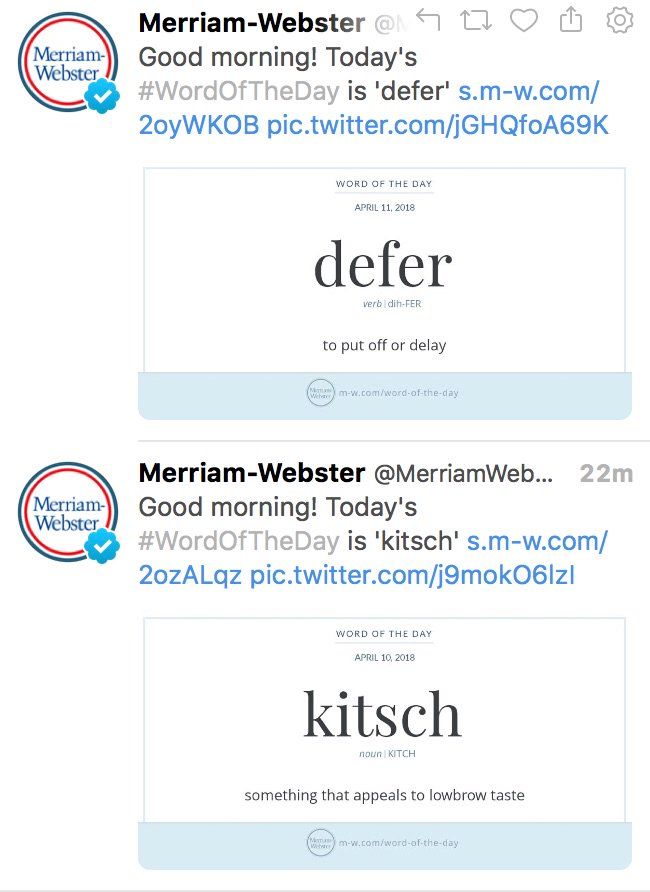 Merriam-Webster
Merriam-Webster @M
Good morning! Today's
#WordOfTheDay is 'defer' s.m-w.com/
2oyWKOB pic.twitter.com/jGHQfoA69K
WORD OF THE DAY
APRIL 11, 2018
defer
verb | dih-FER
to put off or delay
Merriam-Webster m-w.com/word-of-the-day
Merriam-Webster
Merriam-Webster @MerriamWeb... 22m
Good morning! Today's
#WordOfTheDay is 'kitsch' s.m-w.com/
2ozALqz pic.twitter.com/j9mokO6lzI
WORD OF THE DAY
APRIL 10, 2018
kitsch
noun | KITCH
something that appeals to lowbrow taste
Merriam-Webster m-w.com/word-of-the-day